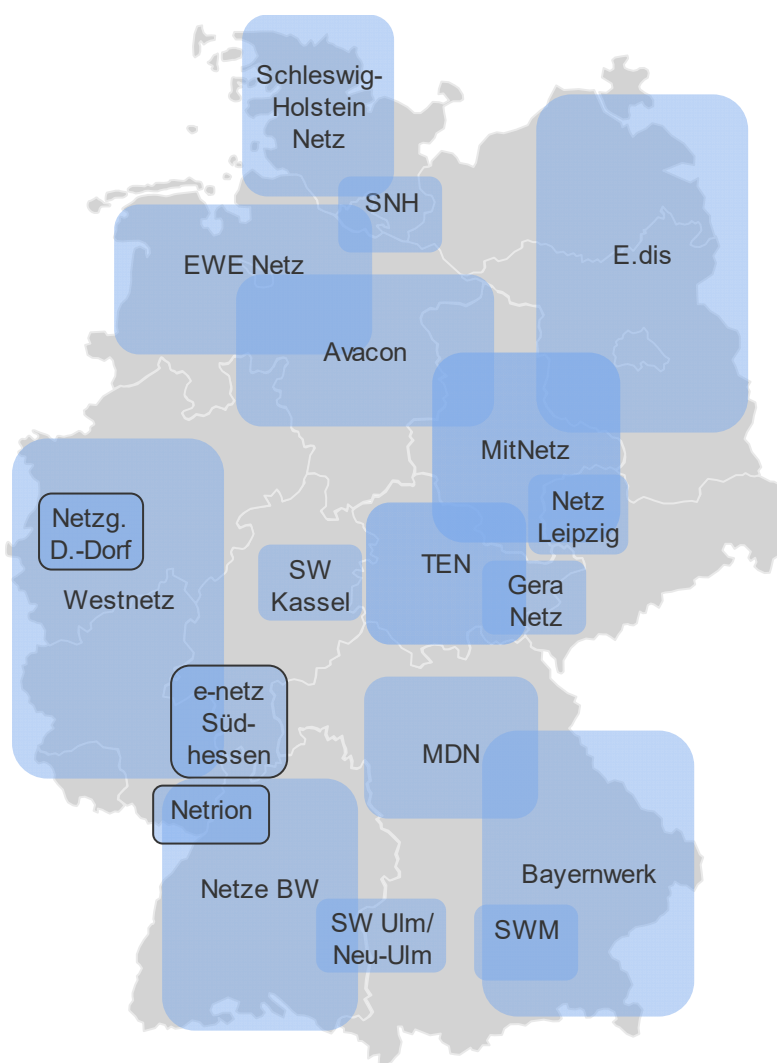 Schleswig-
Holstein
Netz
SNH
EWE Netz
E.dis
Avacon
MitNetz
Netz
Leipzig
Netzg.
D.-Dorf
Westnetz
SW
Kassel
TEN
Gera
Netz
e-netz
Süd-
hessen
MDN
Netrion
Netze BW
Bayernwerk
SW Ulm/
Neu-Ulm
SWM